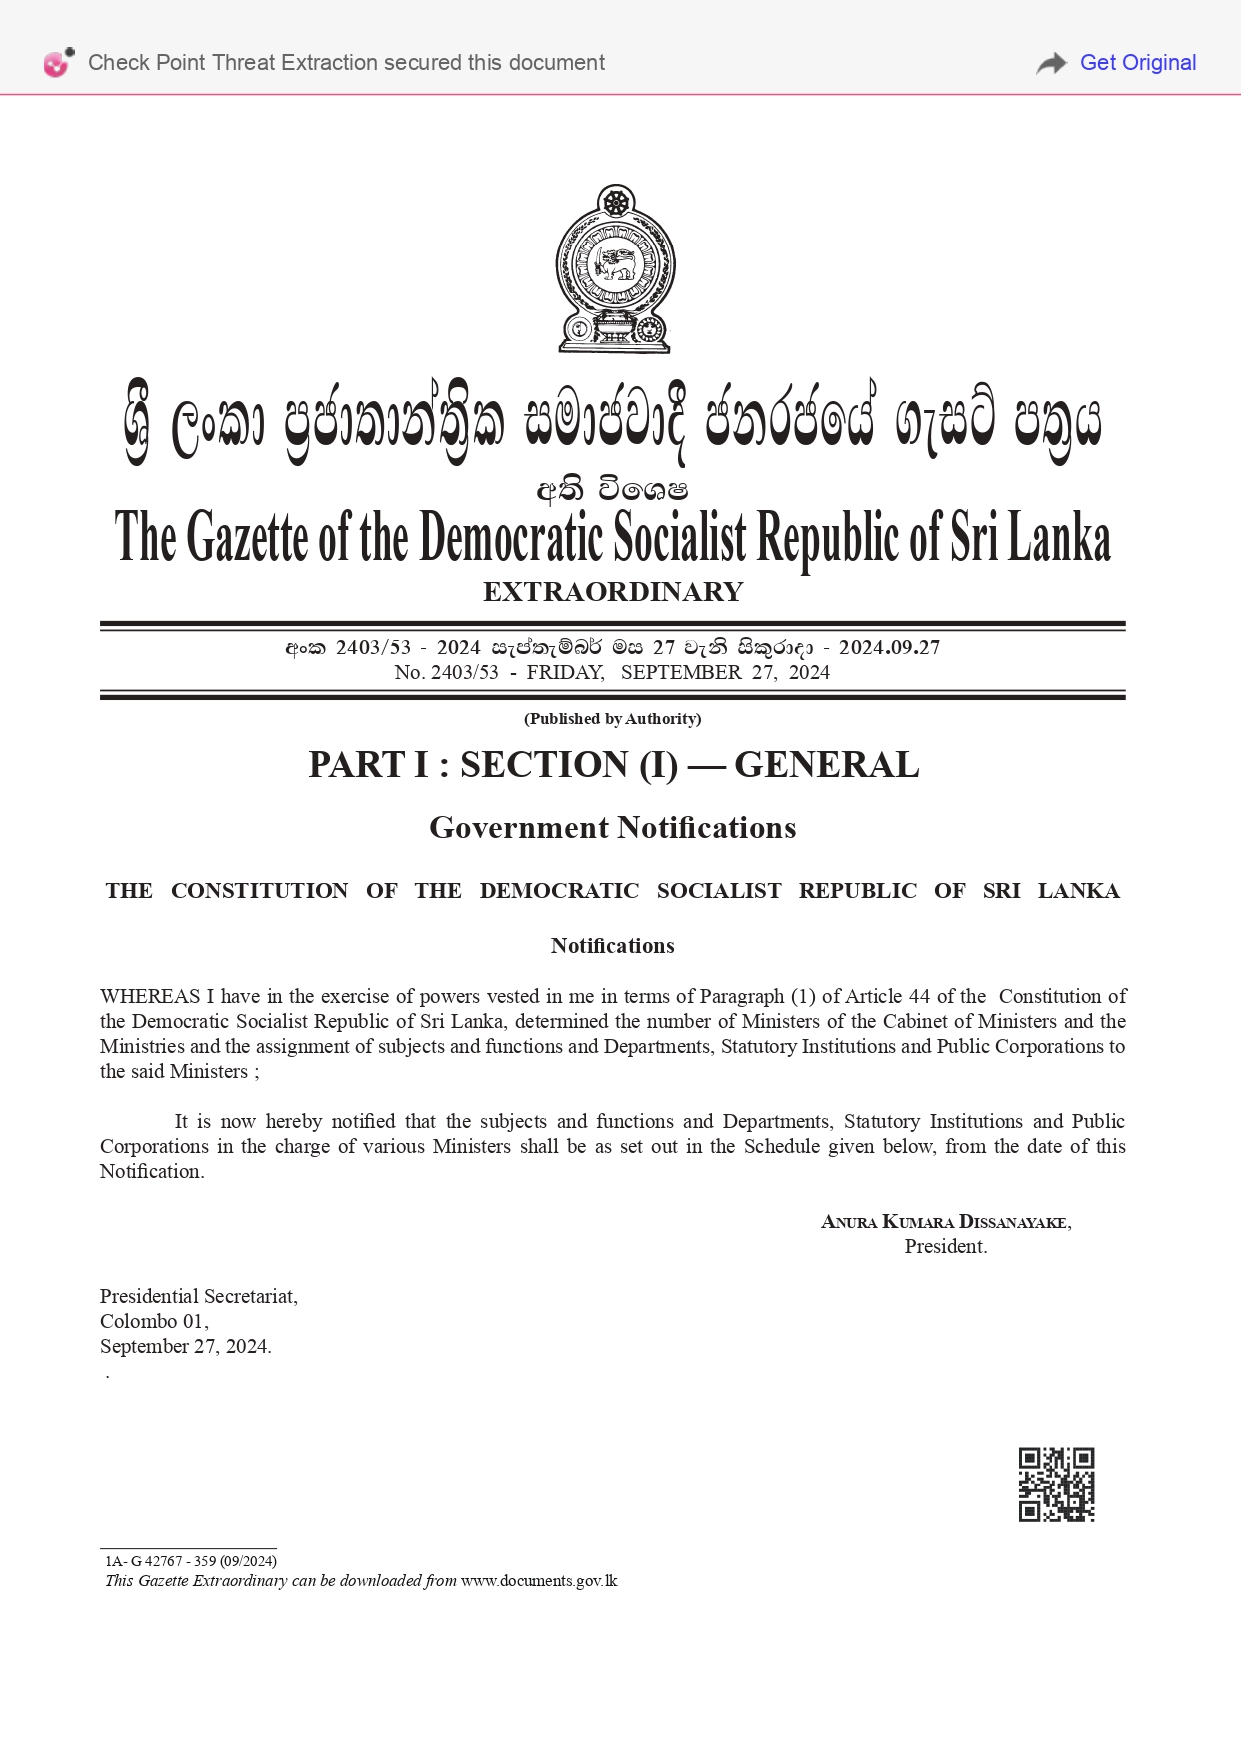 Check Point Threat Extraction secured this document
Get Original
ශ්‍රී ලංකා ප්‍රජාතාන්ත්‍රික සමාජවාදී ජනරජයේ ගැසට් පත්‍රය
අති විශෙෂ
The Gazette of the Democratic Socialist Republic of Sri Lanka
EXTRAORDINARY
අංක 2403/53 - 2024 සැප්තැම්බර් මස 27 වැනි සිකුරාදා - 2024.09.27
No. 2403/53 - FRIDAY, SEPTEMBER 27, 2024
(Published by Authority)
PART I : SECTION (I) — GENERAL
Government Notifications
THE CONSTITUTION OF THE DEMOCRATIC SOCIALIST REPUBLIC OF SRI LANKA
Notifications
WHEREAS I have in the exercise of powers vested in me in terms of Paragraph (1) of Article 44 of the Constitution of
the Democratic Socialist Republic of Sri Lanka, determined the number of Ministers of the Cabinet of Ministers and the
Ministries and the assignment of subjects and functions and Departments, Statutory Institutions and Public Corporations to
the said Ministers ;
It is now hereby notified that the subjects and functions and Departments, Statutory Institutions and Public
Corporations in the charge of various Ministers shall be as set out in the Schedule given below, from the date of this
Notification.
ANURA KUMARA DISSANAYAKE,
President.
Presidential Secretariat,
Colombo 01,
September 27, 2024.
.
1A- G 42767 - 359 (09/2024)
This Gazette Extraordinary can be downloaded from www.documents.gov.lk